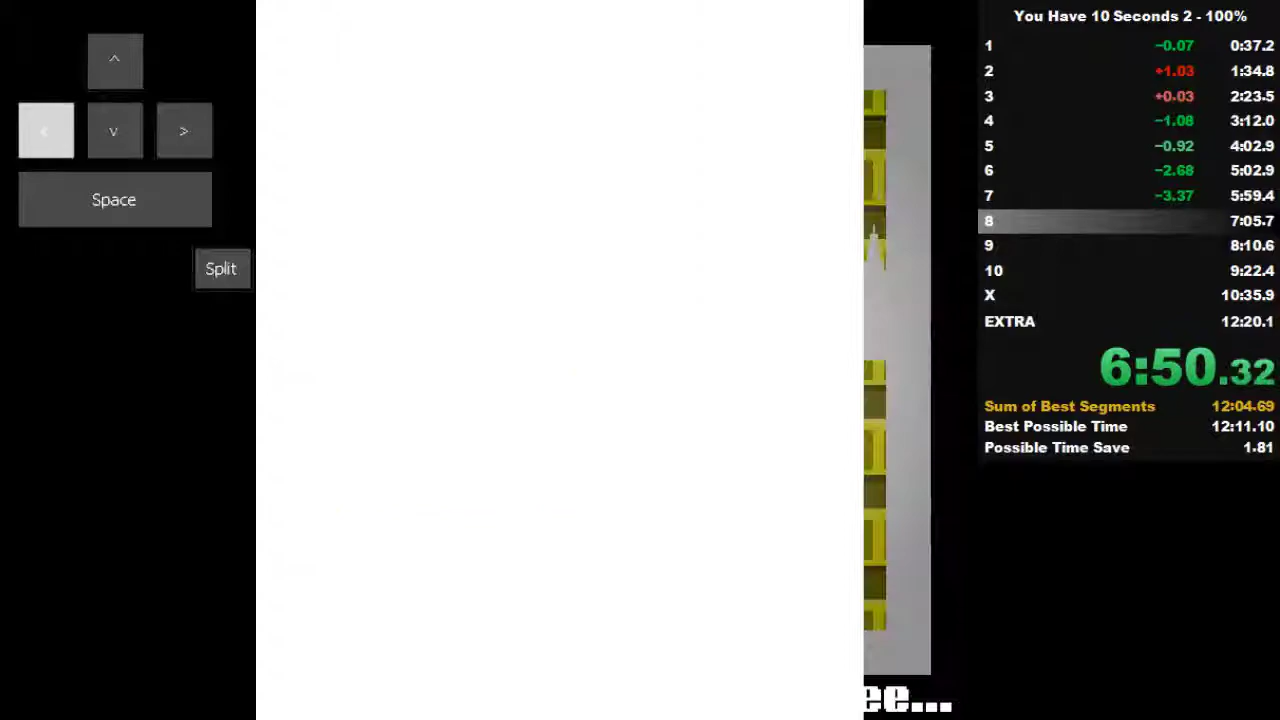 You Have 10 Seconds 2 - 100%
^
< v >
Space
Split
1 −0.07 0:37.2
2 +1.03 1:34.8
3 +0.03 2:23.5
4 −1.08 3:12.0
5 −0.92 4:02.9
6 −2.68 5:02.9
7 −3.37 5:59.4
8 7:05.7
9 8:10.6
10 9:22.4
X 10:35.9
EXTRA 12:20.1
6:50.32
Sum of Best Segments 12:04.69
Best Possible Time 12:11.10
Possible Time Save 1.81
ee...